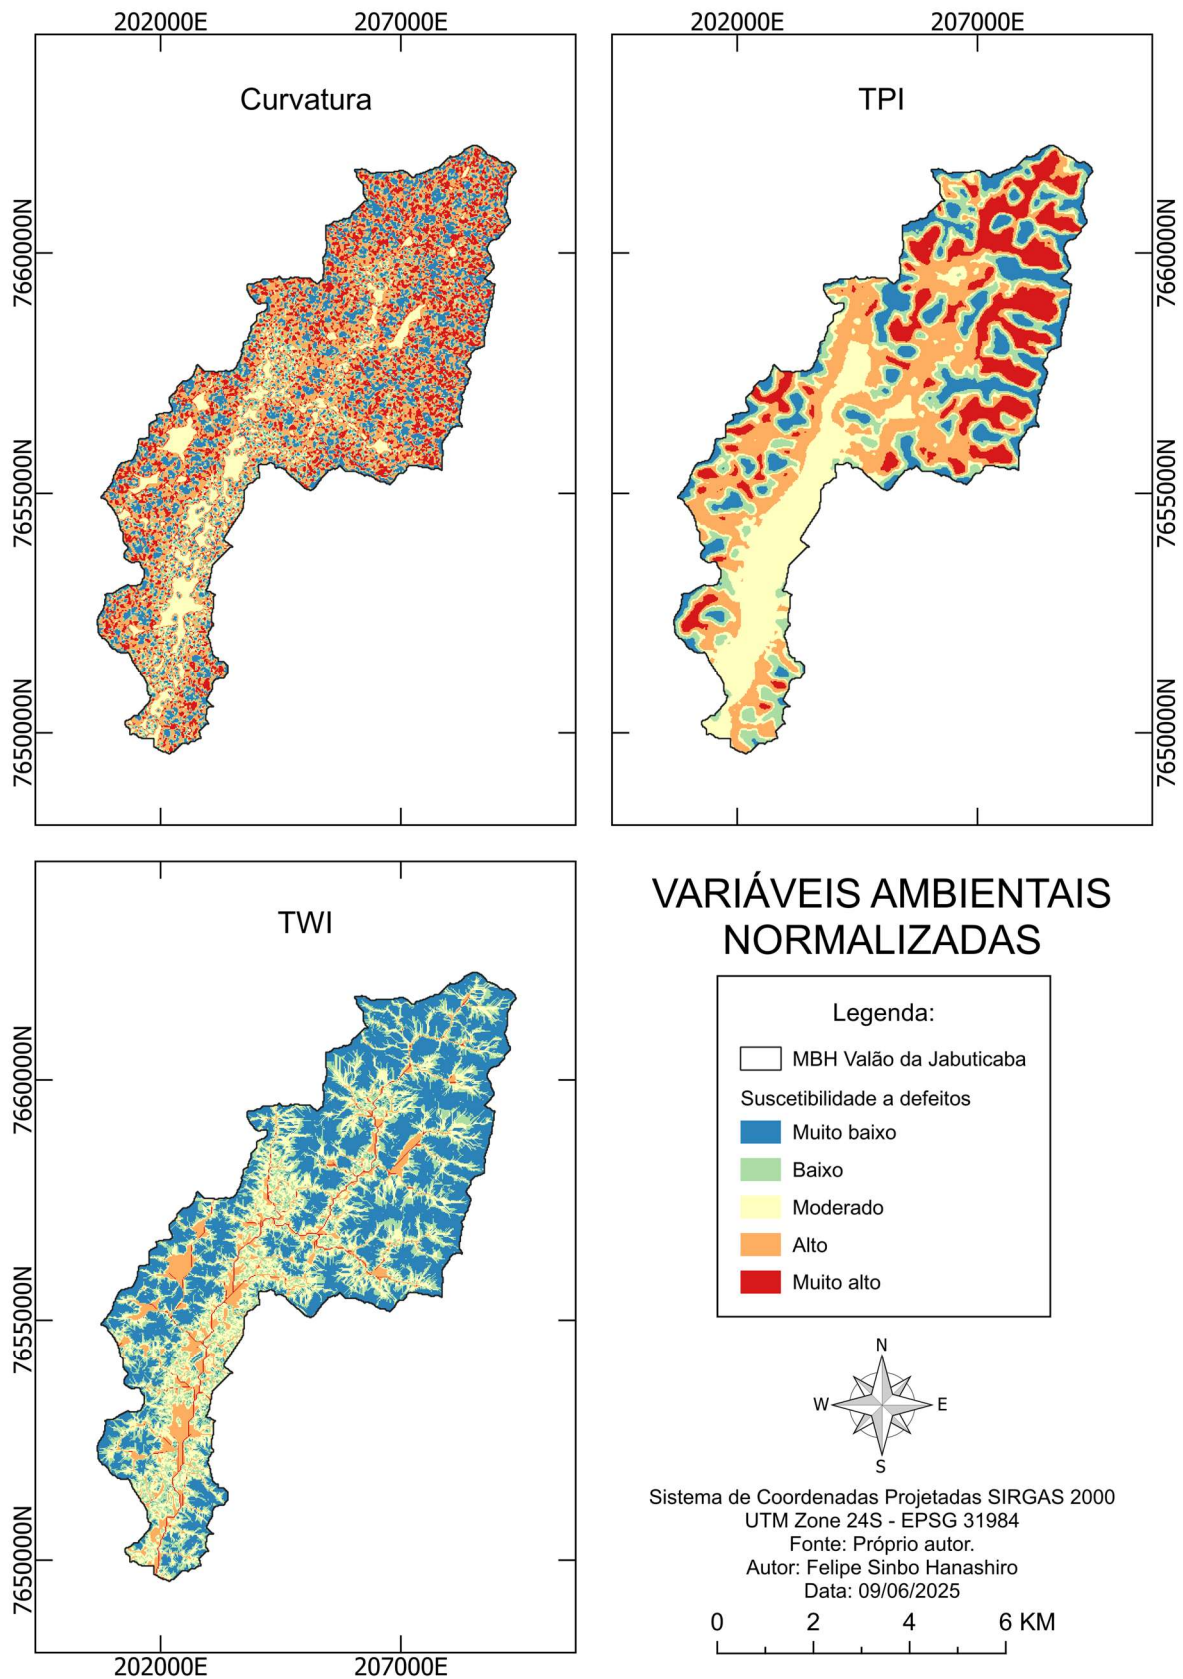 202000E 207000E
202000E 207000E
Curvatura
TPI
7660000N
7655000N
7650000N
7660000N
7655000N
7650000N
TWI
7660000N
7655000N
7650000N
202000E 207000E
VARIÁVEIS AMBIENTAIS
NORMALIZADAS
Legenda:
MBH Valão da Jabuticaba
Suscetibilidade a defeitos
Muito baixo
Baixo
Moderado
Alto
Muito alto
N
W E
S
Sistema de Coordenadas Projetadas SIRGAS 2000
UTM Zone 24S - EPSG 31984
Fonte: Próprio autor.
Autor: Felipe Sinbo Hanashiro
Data: 09/06/2025
0 2 4 6 KM